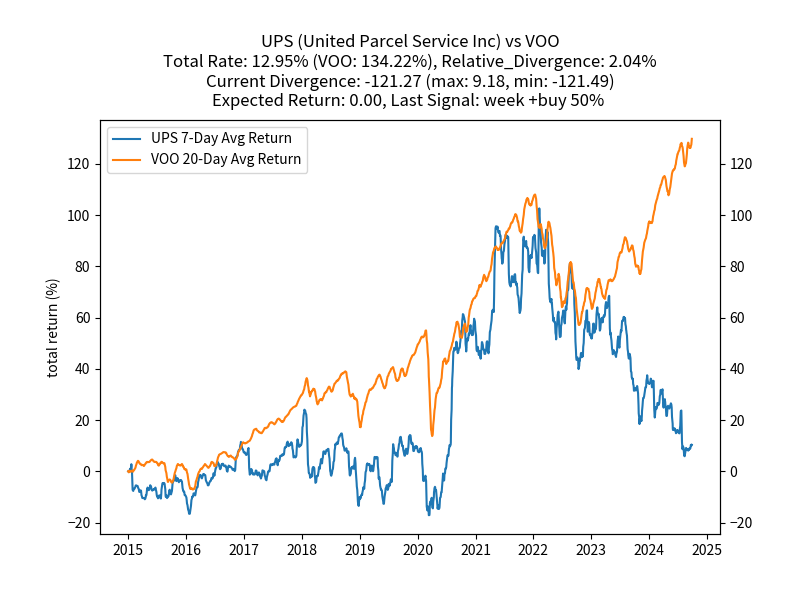 UPS (United Parcel Service Inc) vs VOO
Total Rate: 12.95% (VOO: 134.22%), Relative_Divergence: 2.04%
Current Divergence: -121.27 (max: 9.18, min: -121.49)
Expected Return: 0.00, Last Signal: week +buy 50%
UPS 7-Day Avg Return
VOO 20-Day Avg Return
total return (%)
120 120
100 100
80 80
60 60
40 40
20 20
0 0
−20 −20
2015 2016 2017 2018 2019 2020 2021 2022 2023 2024 2025